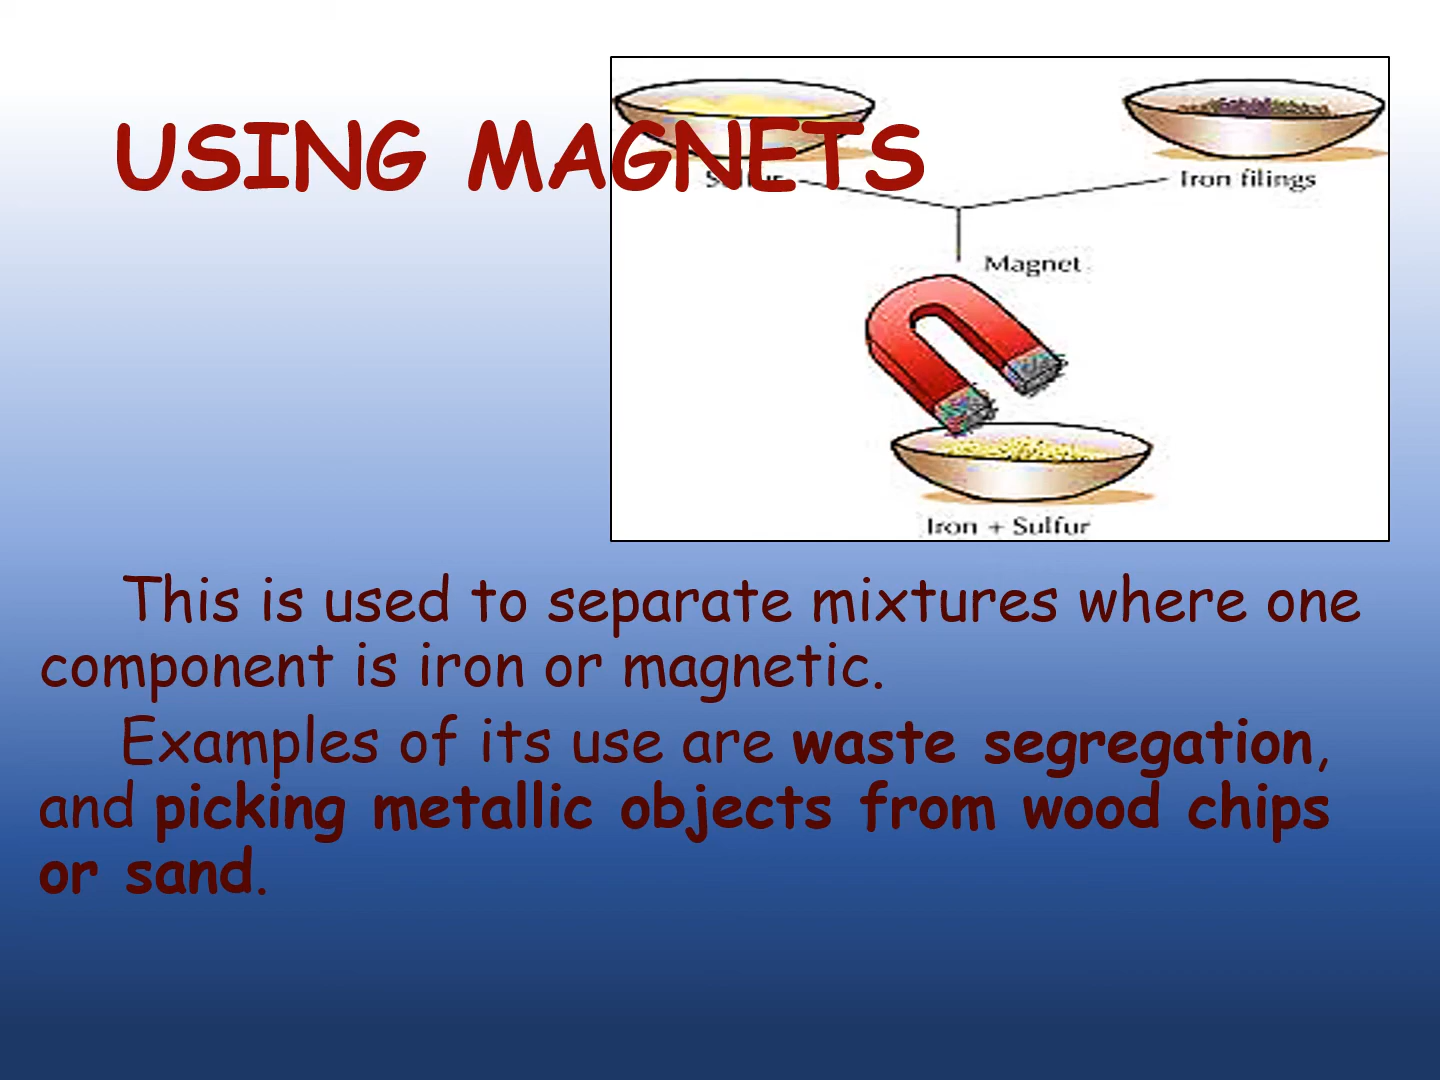 USING MAGNETS
Sulfur
Iron filings
Magnet
Iron + Sulfur
This is used to separate mixtures where one
component is iron or magnetic.
Examples of its use are waste segregation,
and picking metallic objects from wood chips
or sand.